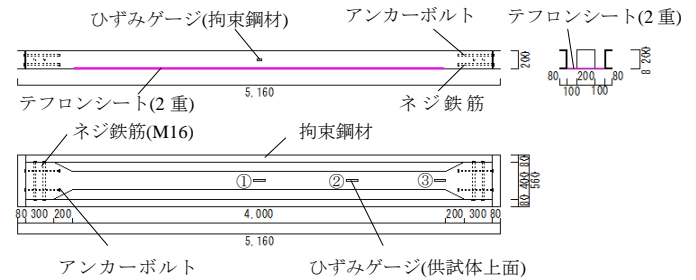 ひずみゲージ(拘束鋼材)
アンカーボルト
テフロンシート(2 重)
200
8 200
80 200 80
100 100
テフロンシート(2 重)
ネジ鉄筋
5,160
ネジ鉄筋(M16)
拘束鋼材
① ② ③
80 400 80
560
80 300 200 4,000 200 300 80
5,160
アンカーボルト
ひずみゲージ(供試体上面)